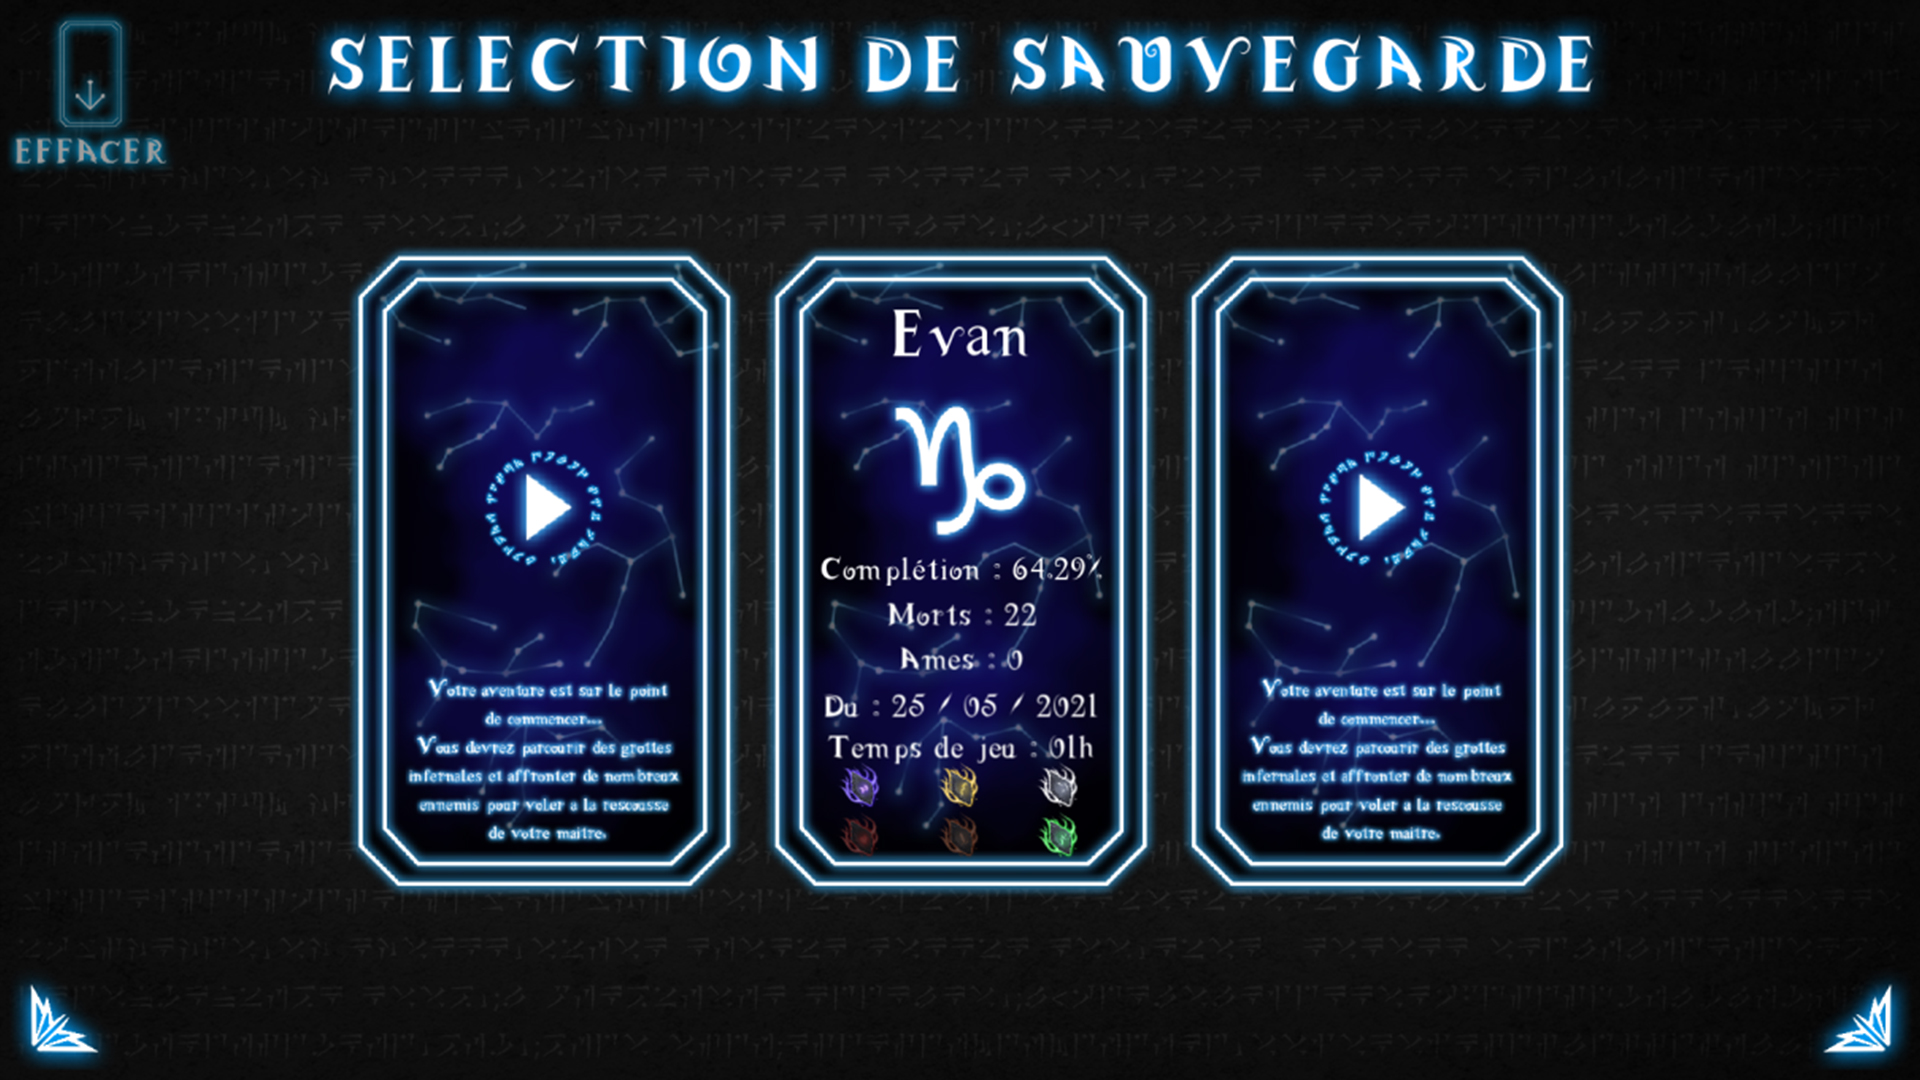 SELECTION DE SAUVEGARDE
EFFACER
Votre aventure est sur le point
de commencer...
Vous devrez parcourir des grottes
infernales et affronter de nombreux
ennemis pour voler a la rescousse
de votre maitre.
Evan
Complétion : 64.29%
Morts : 22
Ames : 0
Du : 25 / 05 / 2021
Temps de jeu : 01h
Votre aventure est sur le point
de commencer...
Vous devrez parcourir des grottes
infernales et affronter de nombreux
ennemis pour voler a la rescousse
de votre maitre.